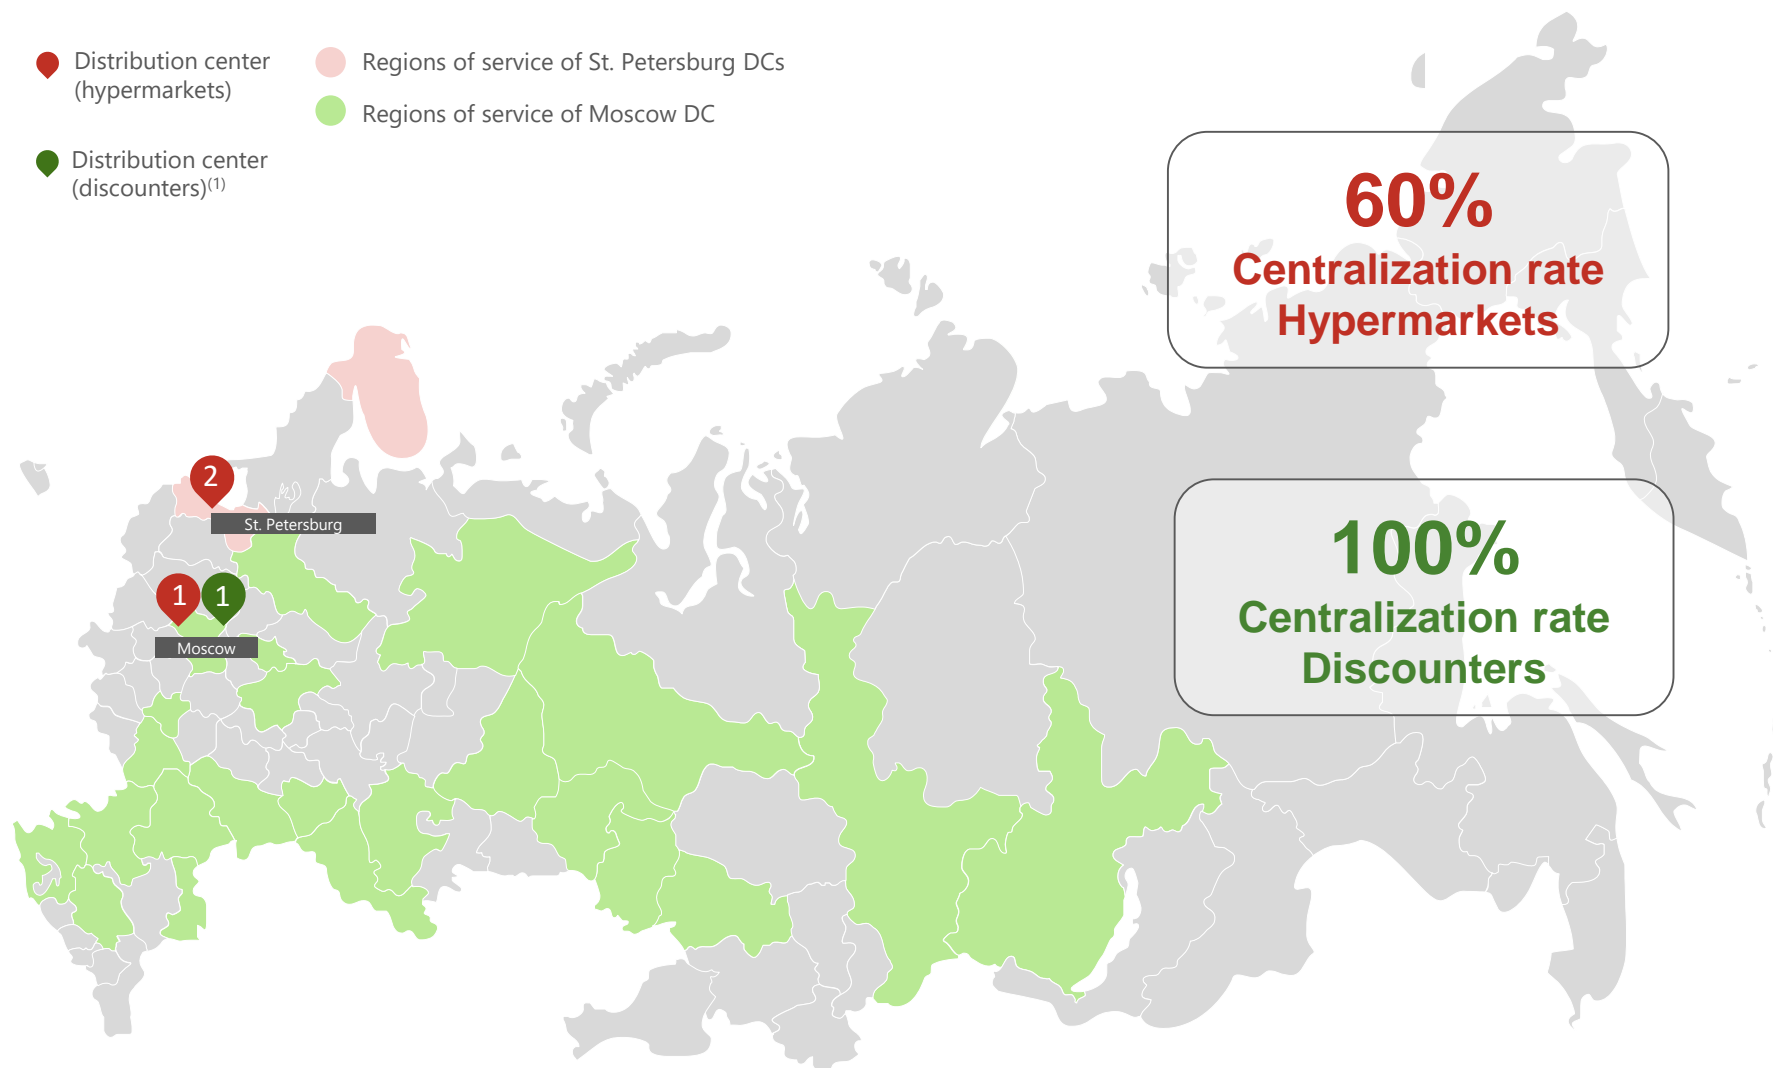 Distribution center
(hypermarkets)
Distribution center
(discounters)(1)
Regions of service of St. Petersburg DCs
Regions of service of Moscow DC
60%
Centralization rate
Hypermarkets
2
St. Petersburg
1
1
Moscow
100%
Centralization rate
Discounters